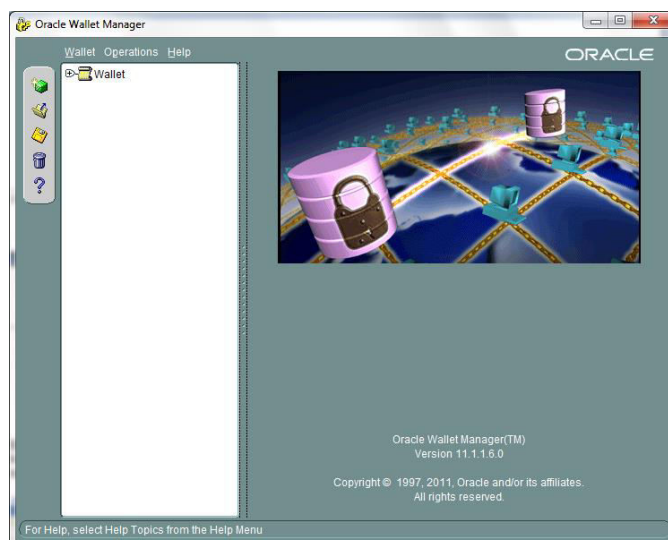 Oracle Wallet Manager
Wallet Operations Help
ORACLE
Wallet
Oracle Wallet Manager(TM)
Version 11.1.1.6.0
Copyright © 1997, 2011, Oracle and/or its affiliates.
All rights reserved.
For Help, select Help Topics from the Help Menu